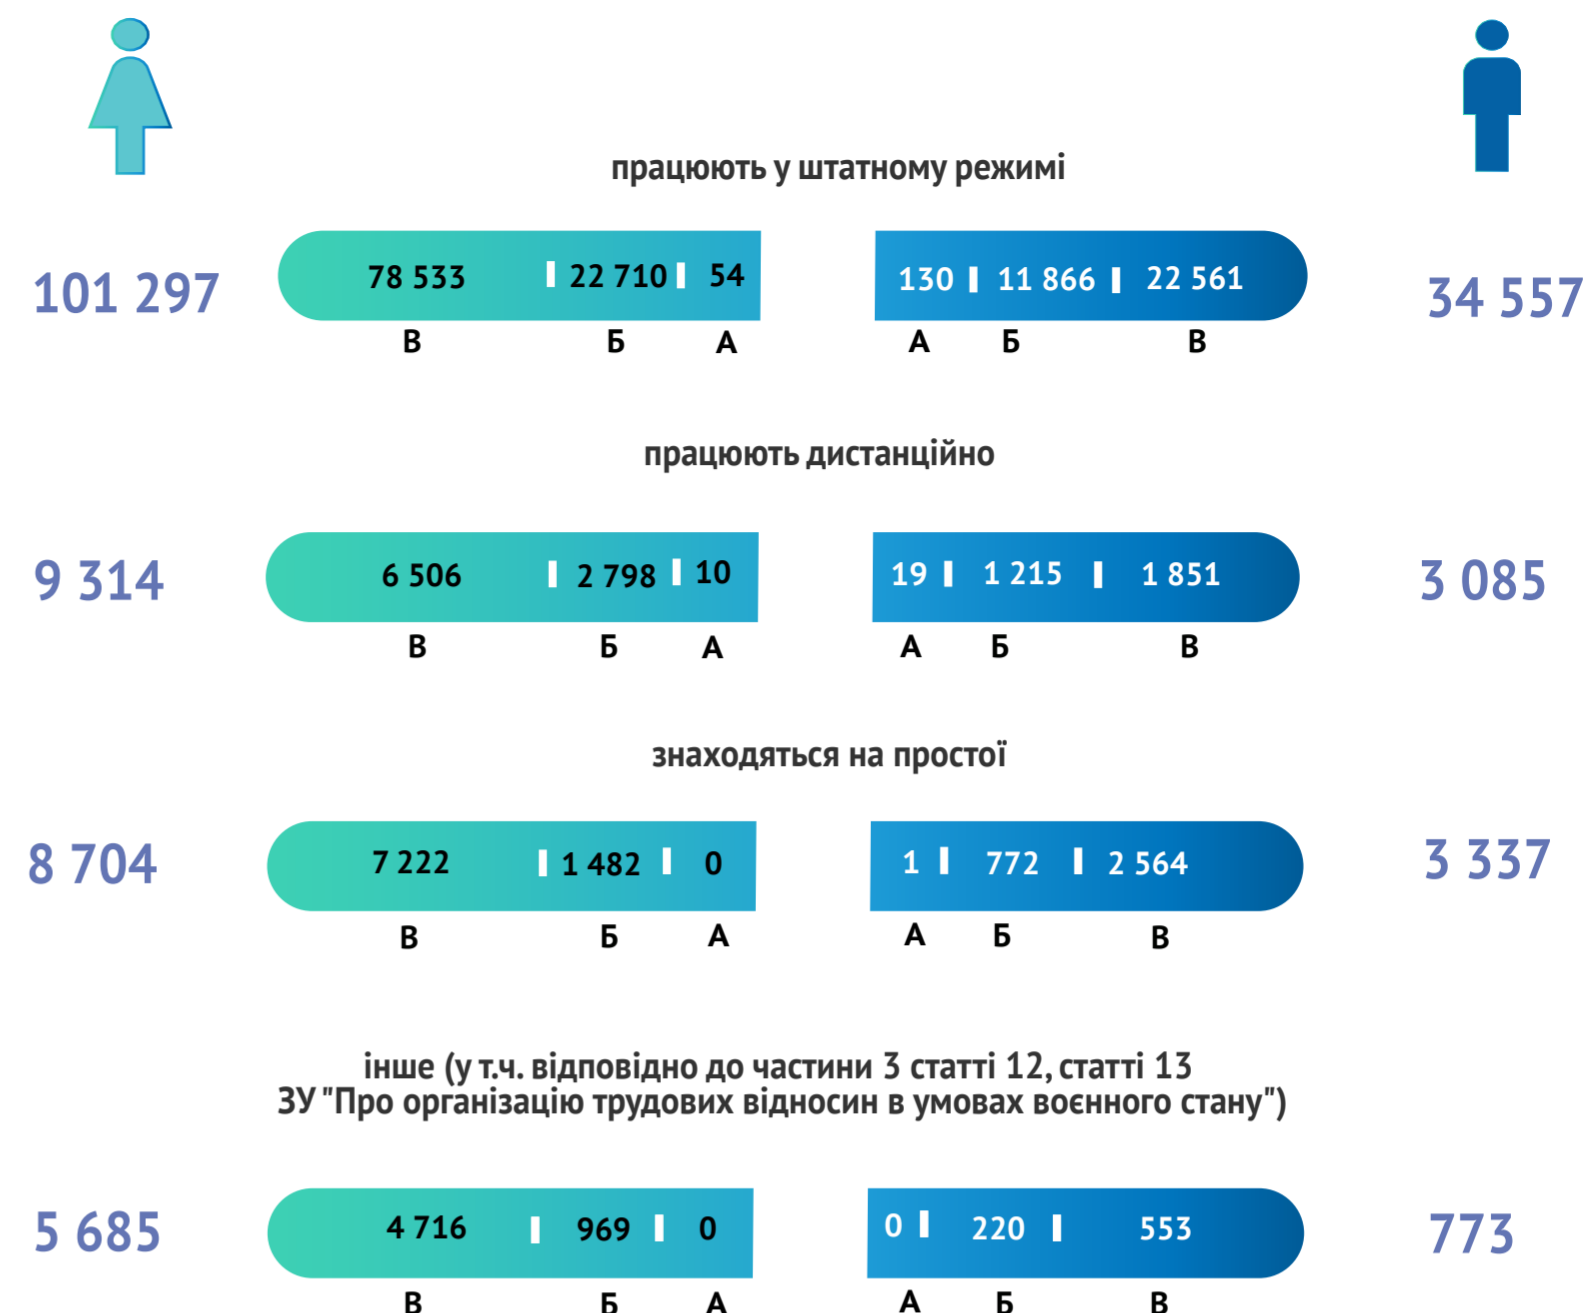 працюють у штатному режимі
101 297
78 533 22 710 54
130 11 866 22 561
34 557
В Б А
А Б В
працюють дистанційно
9 314
6 506 2 798 10
19 1 215 1 851
3 085
В Б А
А Б В
знаходяться на простої
8 704
7 222 1 482 0
1 772 2 564
3 337
В Б А
А Б В
інше (у т.ч. відповідно до частини 3 статті 12, статті 13
ЗУ "Про організацію трудових відносин в умовах воєнного стану")
5 685
4 716 969 0
0 220 553
773
В Б А
А Б В